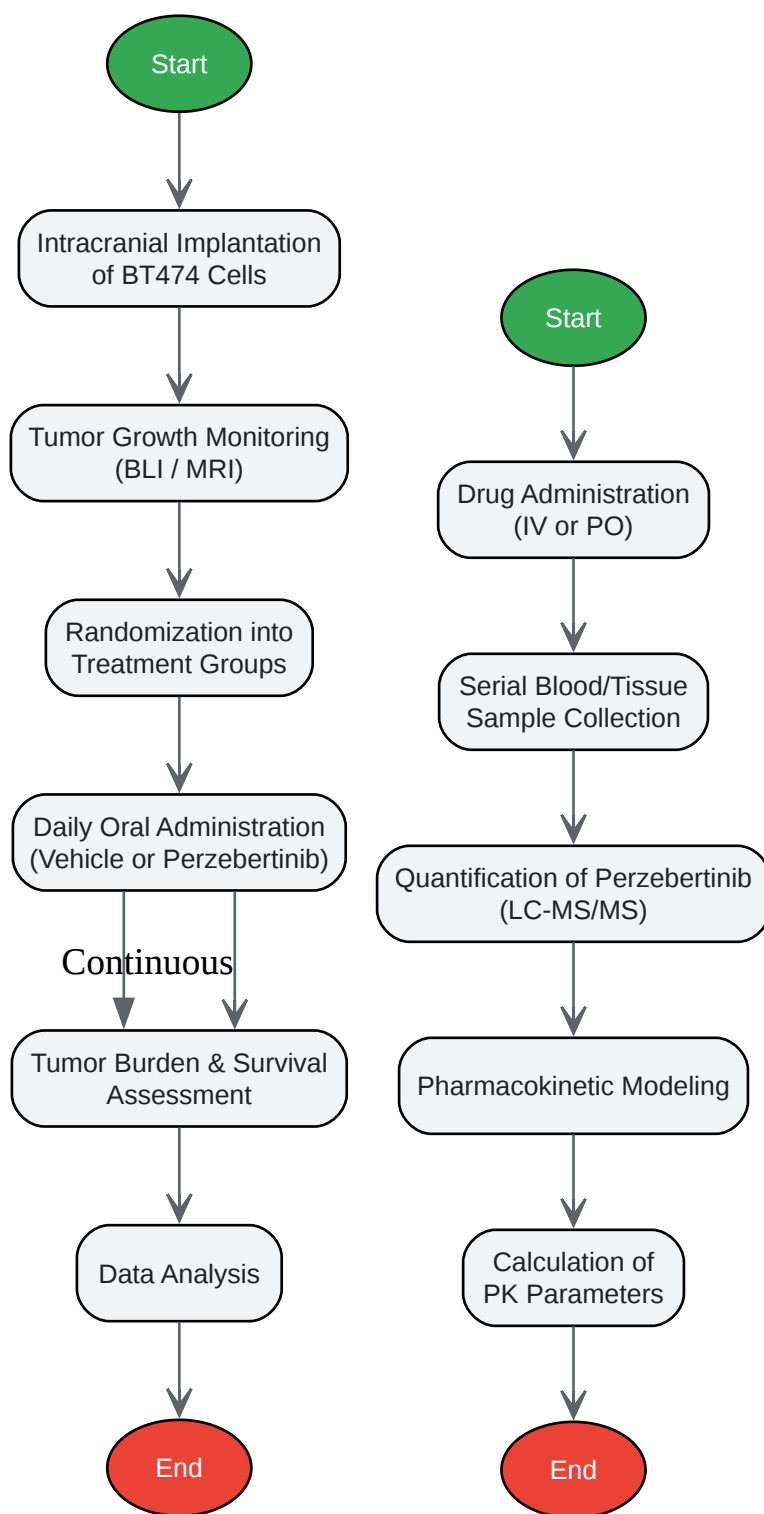 Start
Intracranial Implantation
of BT474 Cells
Tumor Growth Monitoring
(BLI / MRI)
Randomization into
Treatment Groups
Daily Oral Administration
(Vehicle or Perzebertinib)
Continuous
Tumor Burden & Survival
Assessment
Data Analysis
End
Start
Drug Administration
(IV or PO)
Serial Blood/Tissue
Sample Collection
Quantification of Perzebertinib
(LC-MS/MS)
Pharmacokinetic Modeling
Calculation of
PK Parameters
End